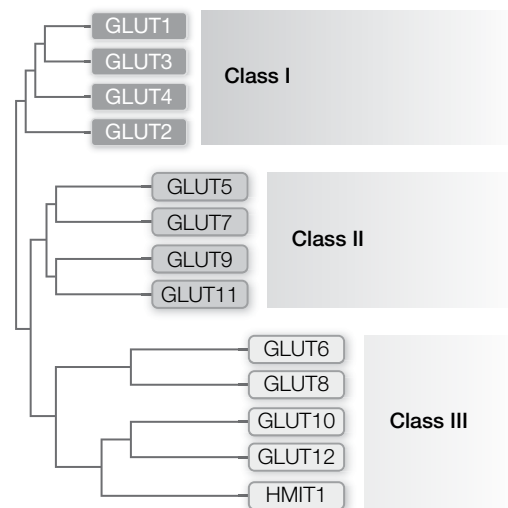 GLUT1
GLUT3
GLUT4
GLUT2
Class I
GLUT5
GLUT7
GLUT9
GLUT11
Class II
GLUT6
GLUT8
GLUT10
GLUT12
HMIT1
Class III